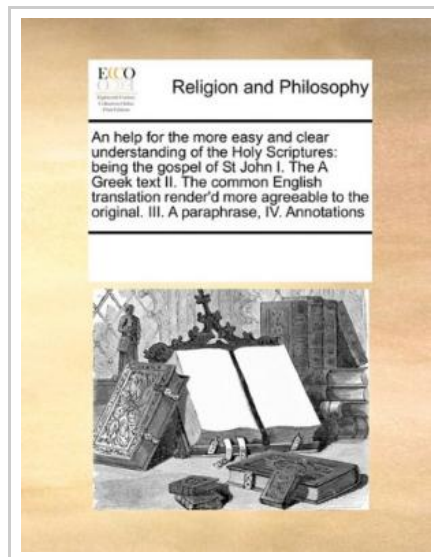 ECCO
Religion and Philosophy
An help for the more easy and clear
understanding of the Holy Scriptures:
being the gospel of St John I. The A
Greek text II. The common English
translation render'd more agreeable to the
original. III. A paraphrase, IV. Annotations